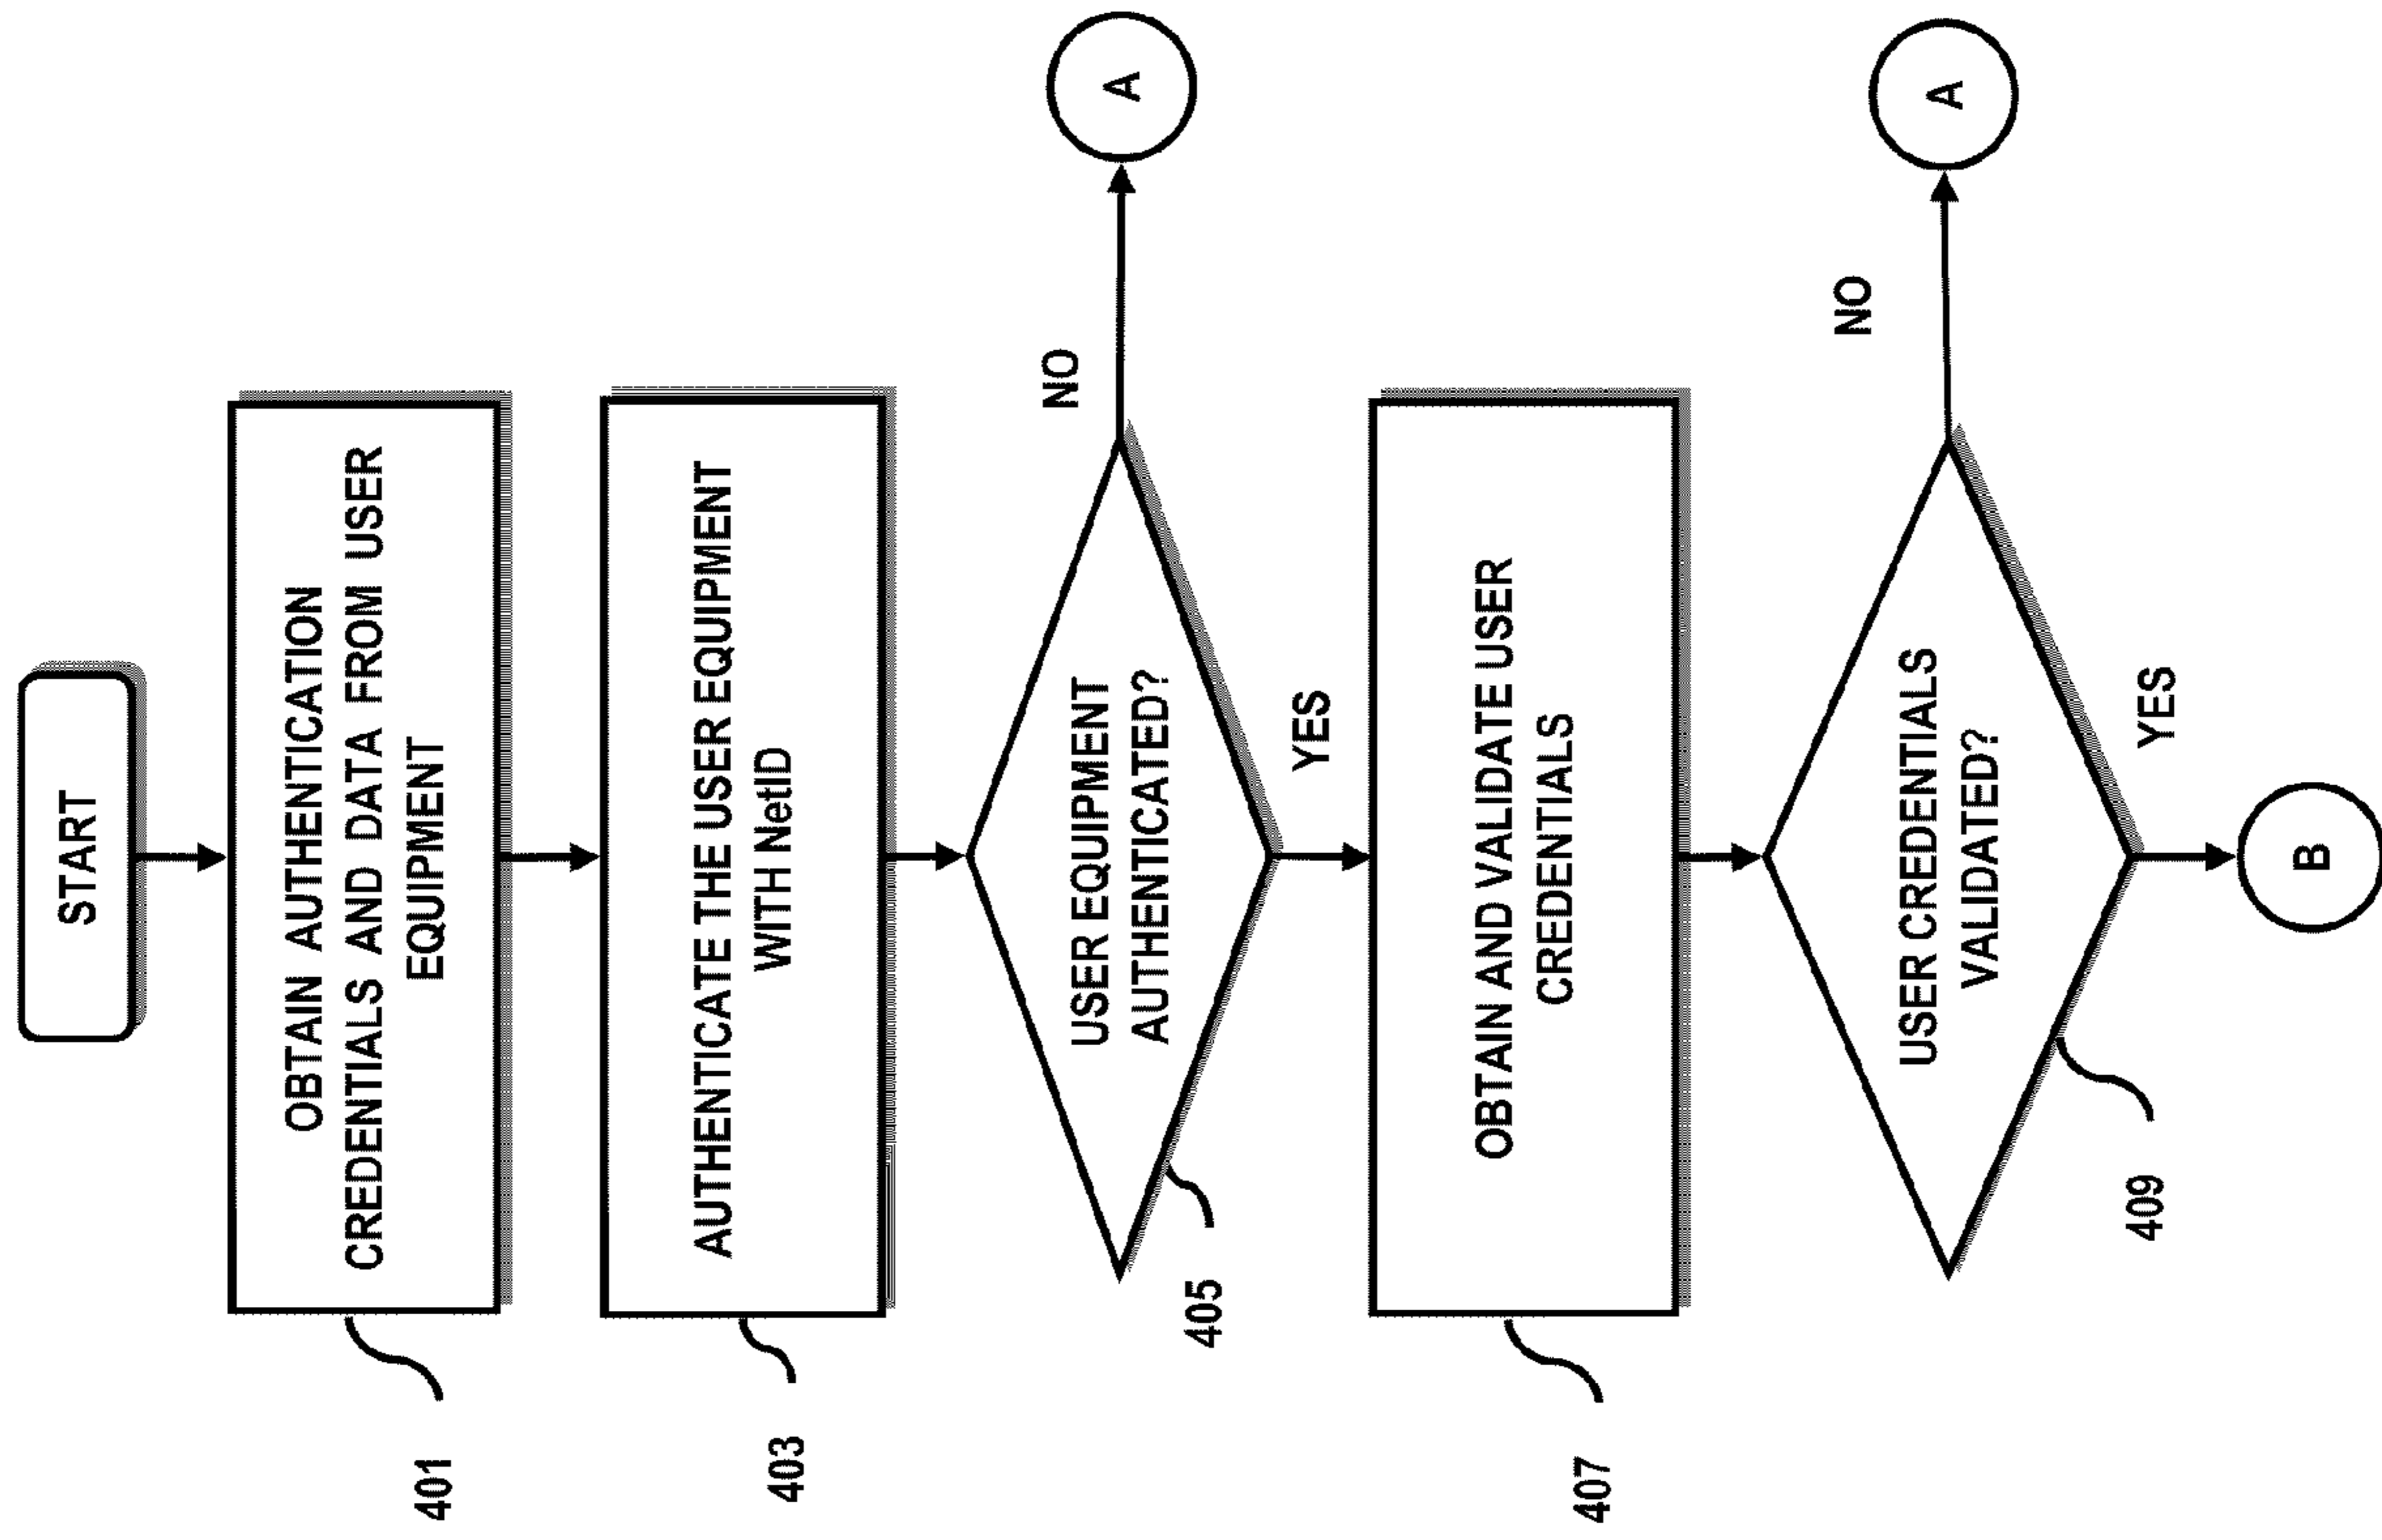 START
OBTAIN AUTHENTICATION
CREDENTIALS AND DATA FROM USER
EQUIPMENT
401
AUTHENTICATE THE USER EQUIPMENT
WITH NetID
403
USER EQUIPMENT
AUTHENTICATED?
405
NO
A
YES
OBTAIN AND VALIDATE USER
CREDENTIALS
407
USER CREDENTIALS
VALIDATED?
409
NO
A
YES
B